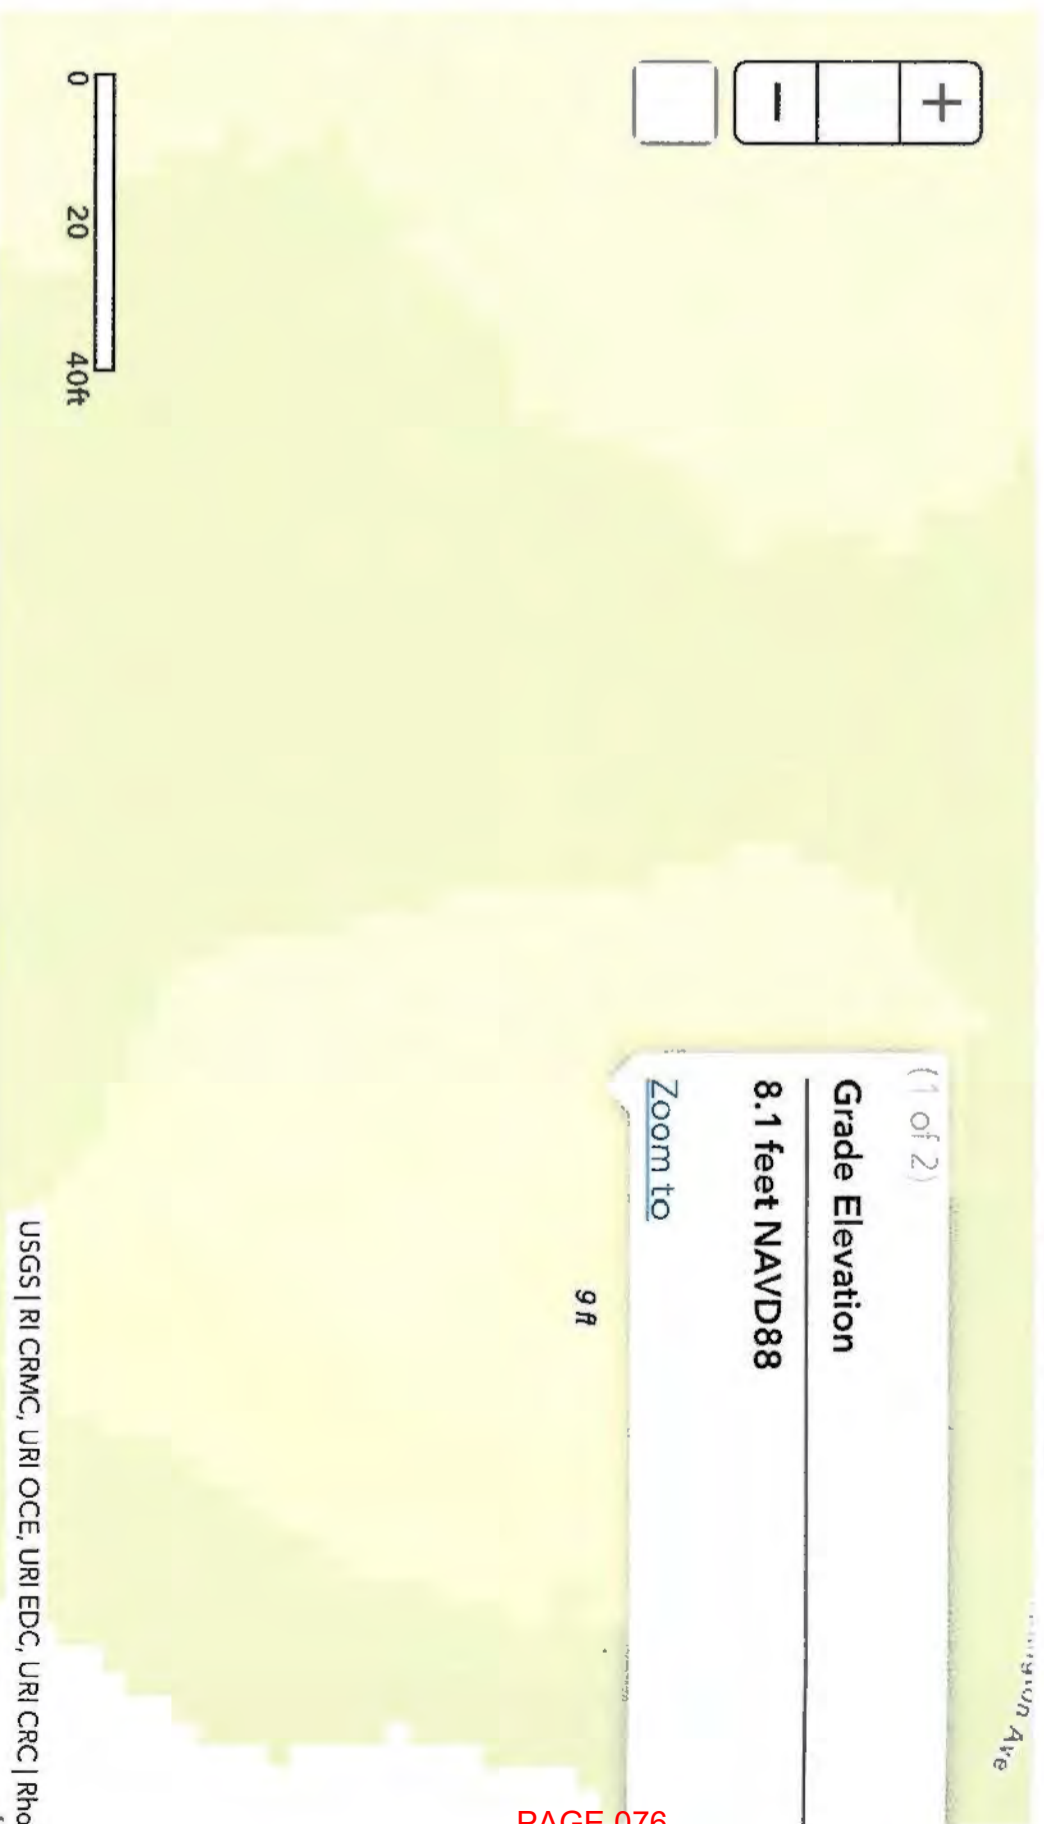 (1 of 2)
Grade Elevation
8.1 feet NAVD88
Zoom to
9 ft
0 20 40ft
USGS | RI CRMC, URI OCE, URI EDC, URI CRC | Rho
Ave
PAGE 076